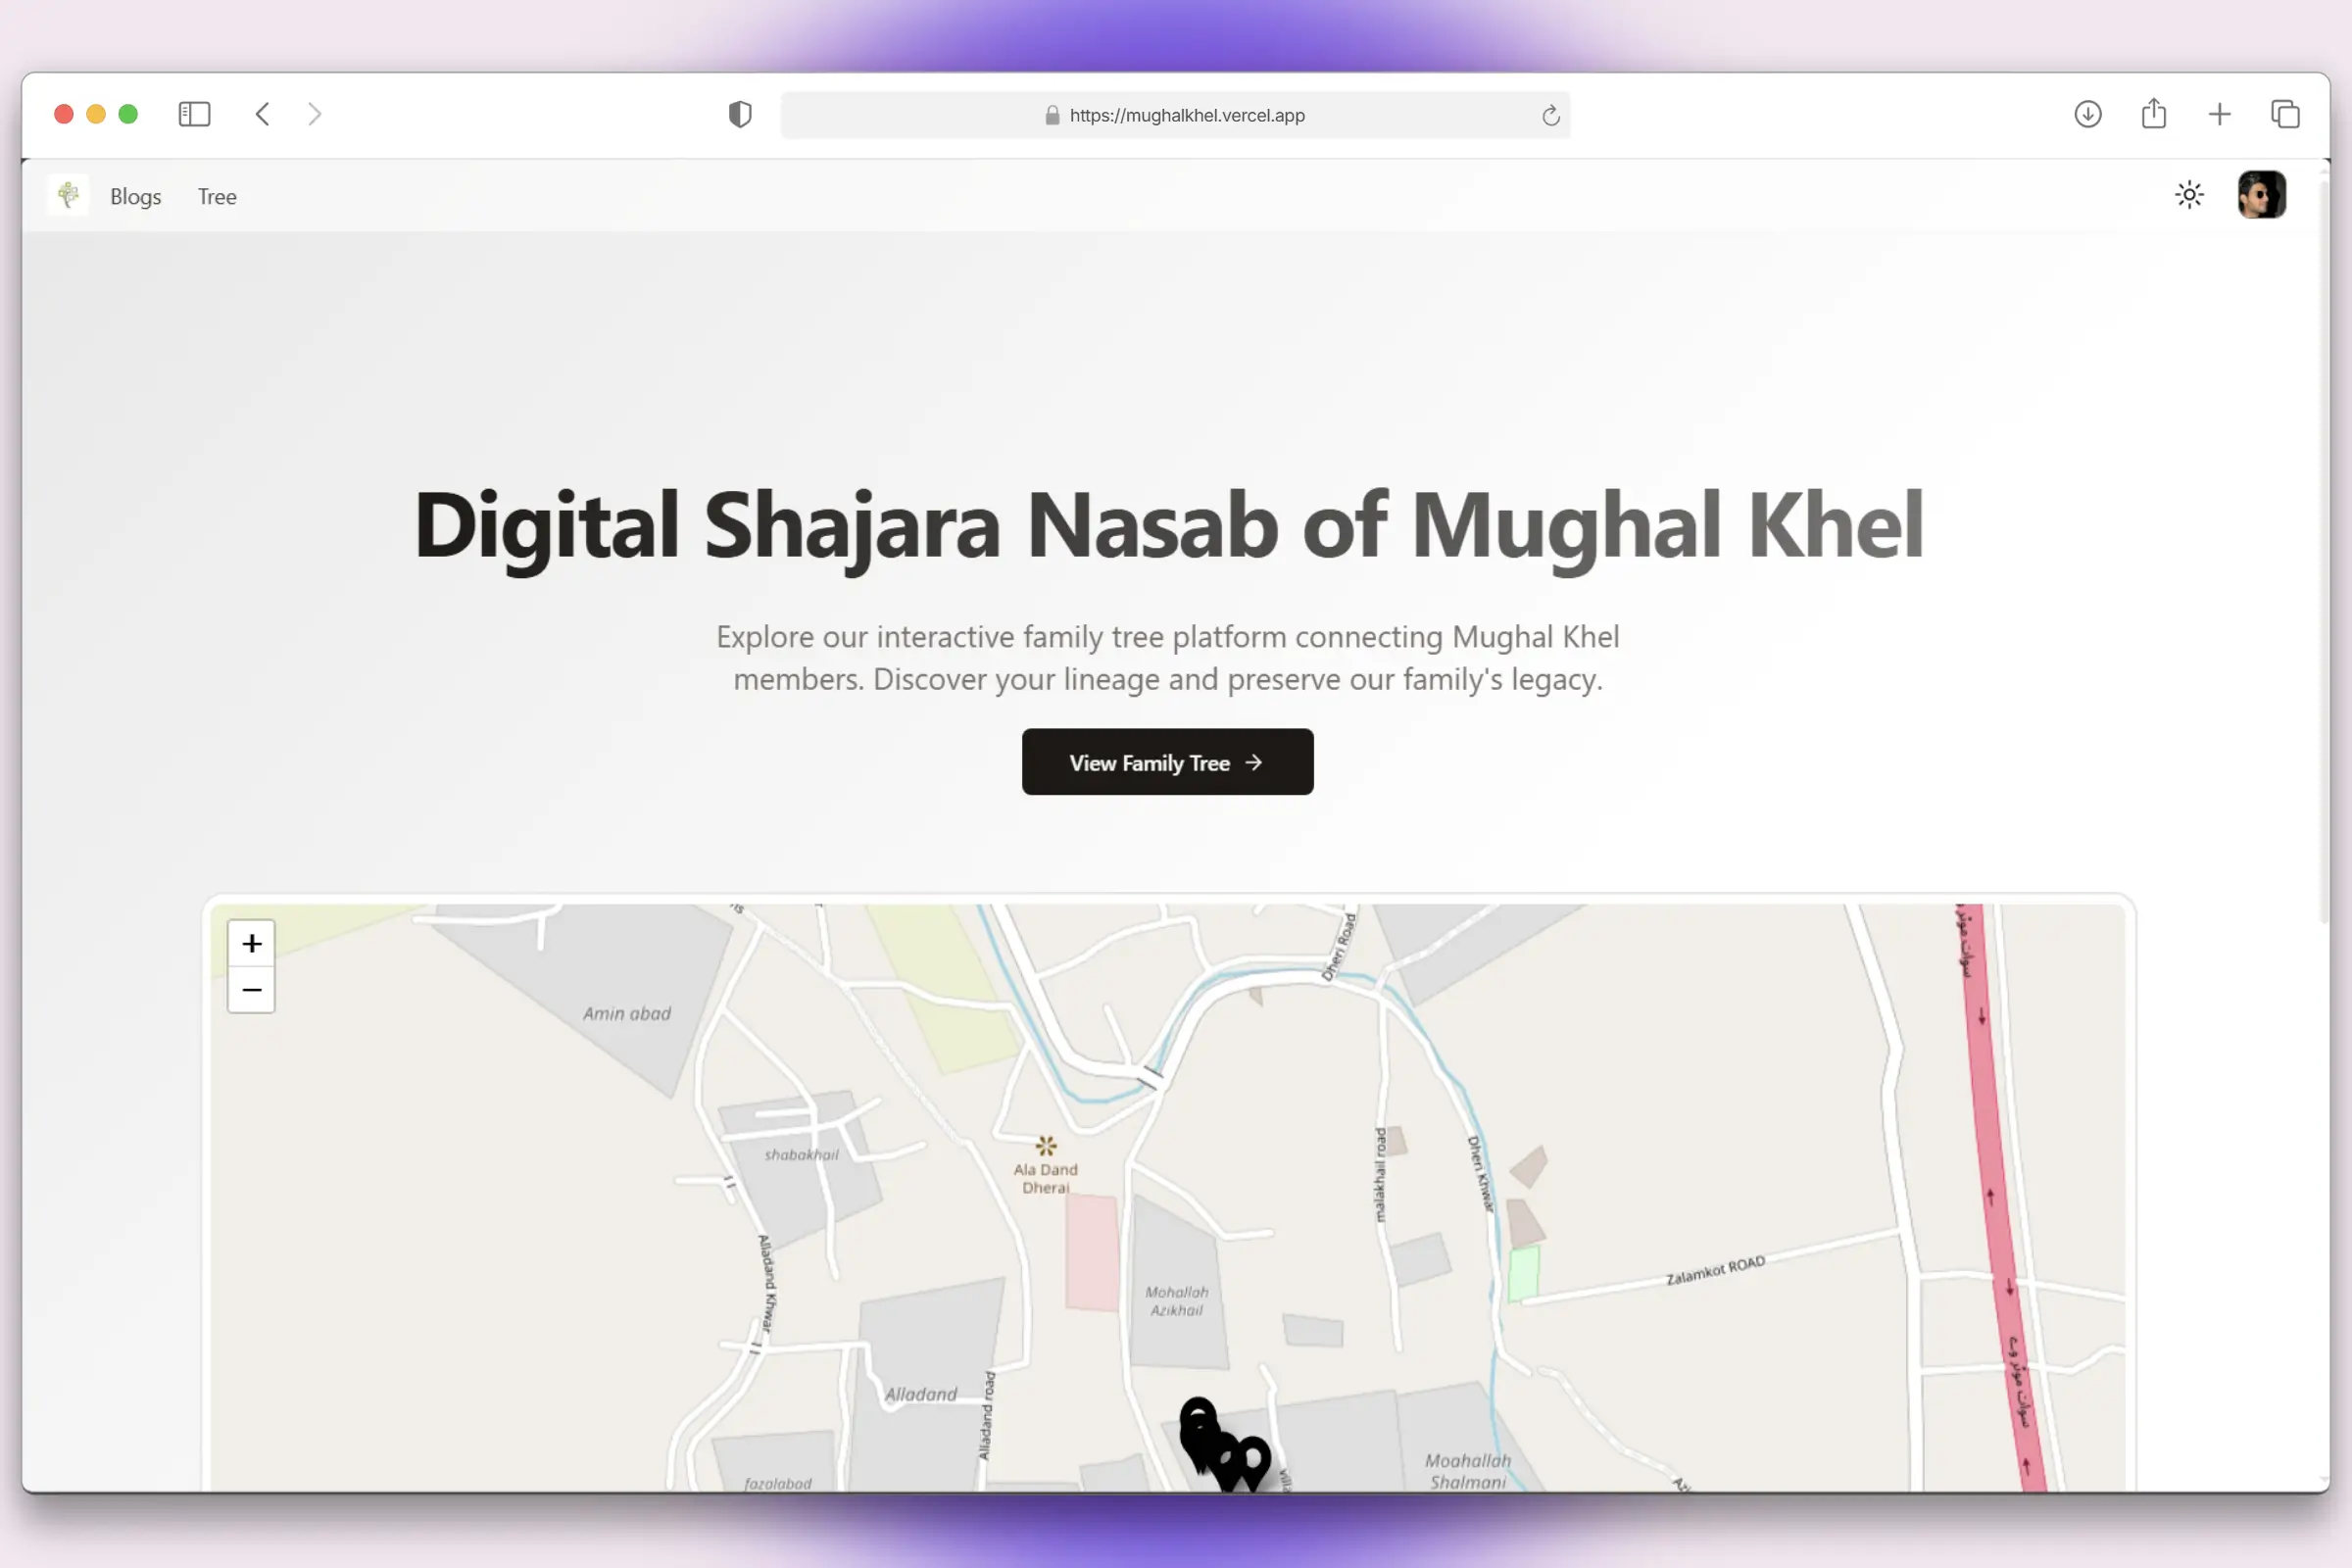 https://mughalkhel.vercel.app
Blogs
Tree
Digital Shajara Nasab of Mughal Khel
Explore our interactive family tree platform connecting Mughal Khel
members. Discover your lineage and preserve our family's legacy.
View Family Tree →
+
−
Dheri Road
Amin abad
shabakhail
Ala Dand
Dherai
malakhail road
Dheri Khwar
Alladand Khwar
Mohallah
Azikhail
Zalamkot ROAD
Alladand
Alladand road
سوات موٹر وے
Moahallah
Shalmani
fazalabad